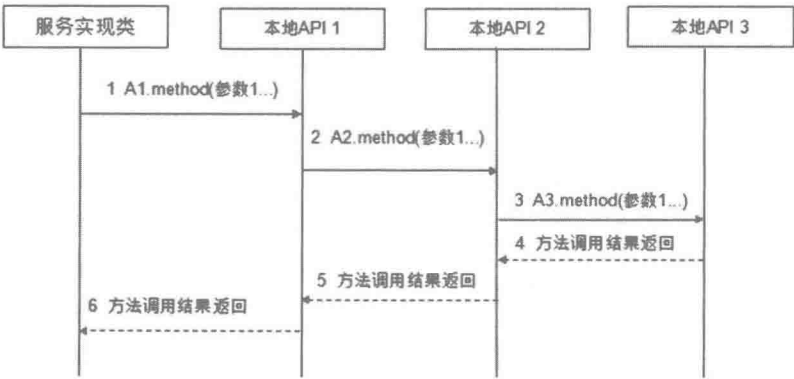 服务实现类
本地API 1
本地API 2
本地API 3
1 A1.method(参数1...)
2 A2.method(参数1...)
3 A3.method(参数1...)
4 方法调用结果返回
5 方法调用结果返回
6 方法调用结果返回